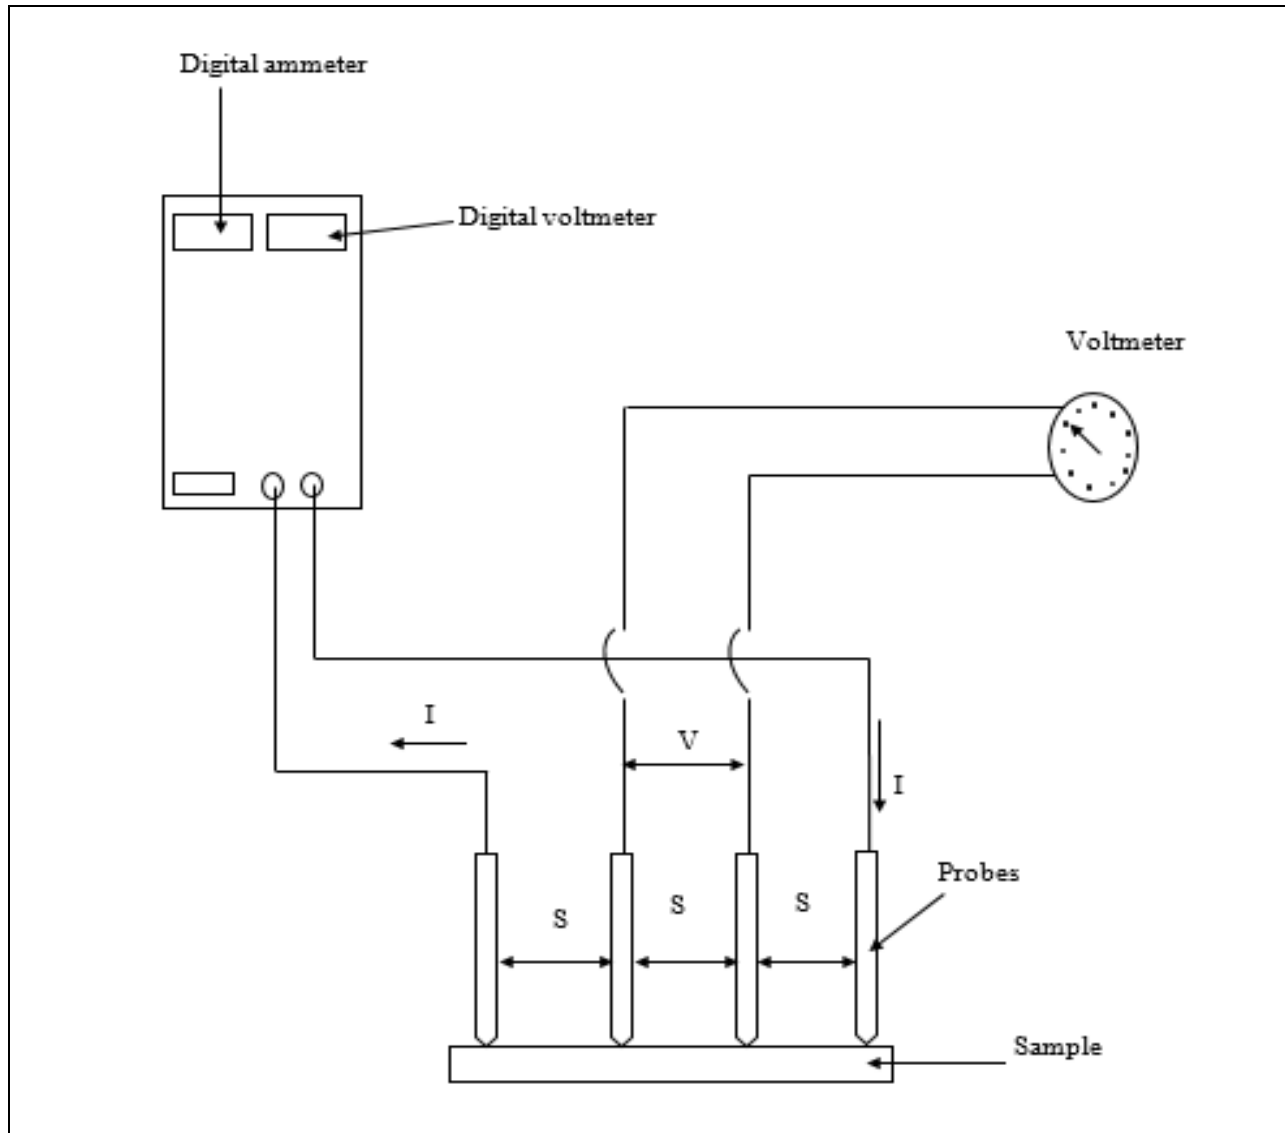 Digital ammeter
Digital voltmeter
Voltmeter
I
V
I
Probes
S
S
S
Sample